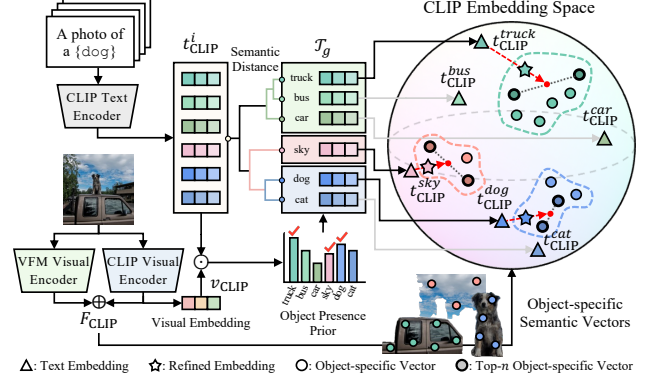 CLIP Embedding Space
A photo of
a {dog}
t^i_CLIP
Semantic
Distance
𝒯_g
truck
bus
car
sky
dog
cat
t^truck_CLIP
t^bus_CLIP
t^car_CLIP
t^sky_CLIP
t^dog_CLIP
t^cat_CLIP
CLIP Text
Encoder
VFM Visual
Encoder
CLIP Visual
Encoder
F_CLIP
v_CLIP
Visual Embedding
truck
bus
car
sky
dog
cat
Object Presence
Prior
Object-specific
Semantic Vectors
: Text Embedding : Refined Embedding : Object-specific Vector : Top-n Object-specific Vector